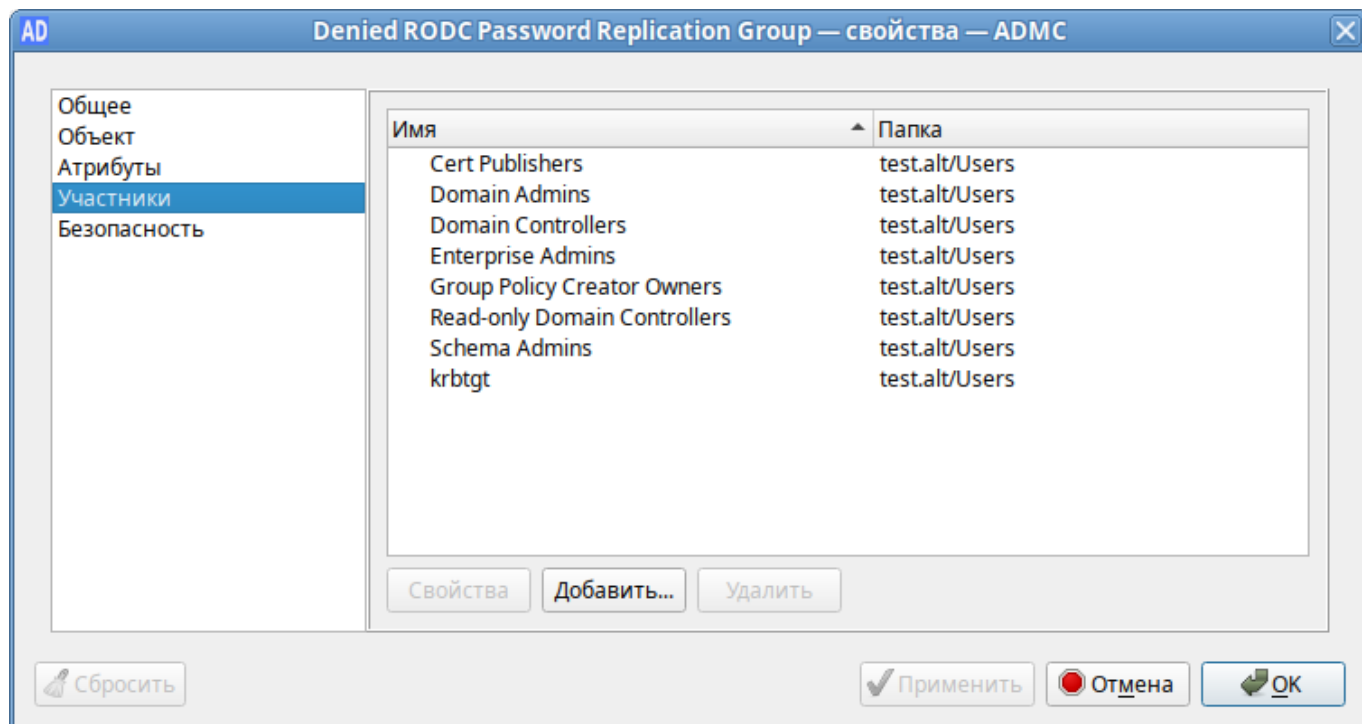 AD Denied RODC Password Replication Group — свойства — ADMC
Общее
Объект
Атрибуты
Участники
Безопасность
Имя Папка
Cert Publishers test.alt/Users
Domain Admins test.alt/Users
Domain Controllers test.alt/Users
Enterprise Admins test.alt/Users
Group Policy Creator Owners test.alt/Users
Read-only Domain Controllers test.alt/Users
Schema Admins test.alt/Users
krbtgt test.alt/Users
Свойства Добавить... Удалить
Сбросить Применить Отмена OK